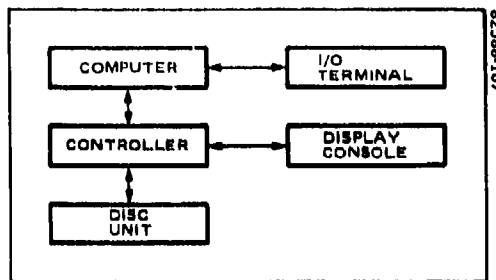 COMPUTER
I/O
TERMINAL
CONTROLLER
DISPLAY
CONSOLE
DISC
UNIT